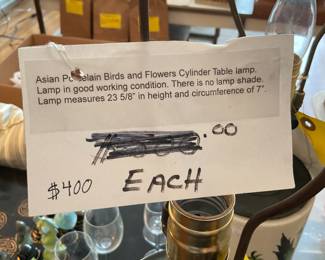 Asian Porcelain Birds and Flowers Cylinder Table lamp.
Lamp in good working condition. There is no lamp shade.
Lamp measures 23 5/8" in height and circumference of 7".
.00
$400 EACH